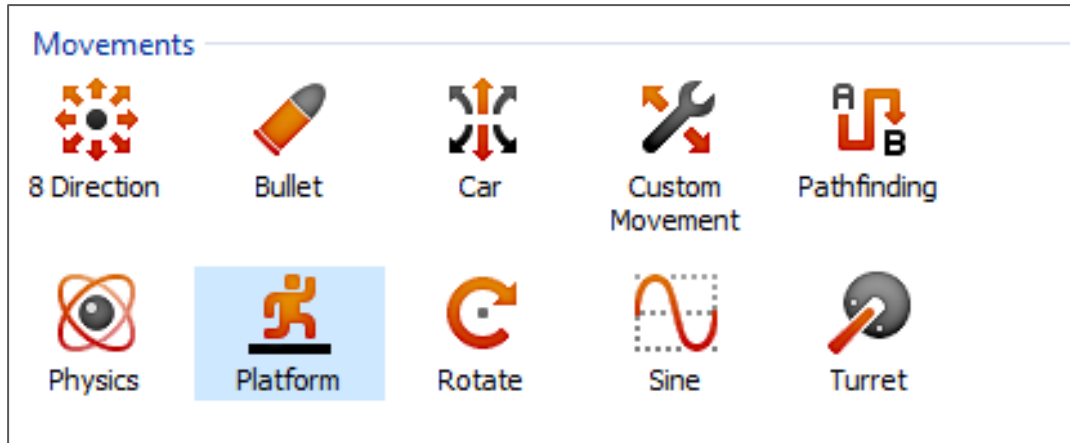 Movements
A
B
8 Direction
Bullet
Car
Custom
Movement
Pathfinding
Physics
Platform
Rotate
Sine
Turret